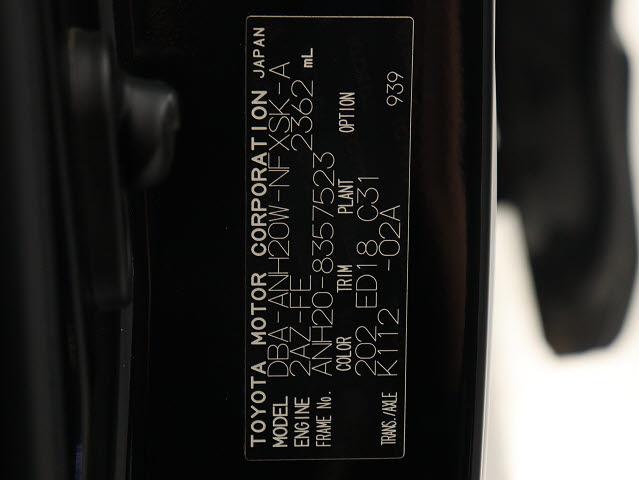 TOYOTA MOTOR CORPORATION JAPAN
MODEL DBA-ANH20W-NFXSK-A
ENGINE 2AZ-FE 2362 mL
FRAME No. ANH20-8357523
COLOR TRIM PLANT OPTION
202 ED18 C31
TRANS./AXLE K112 -02A 939